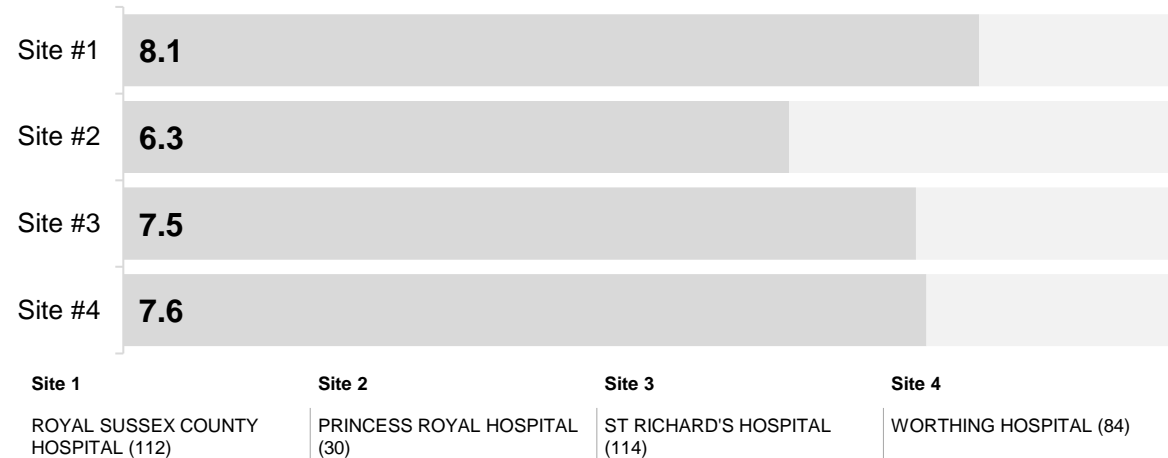 Site #1 8.1
Site #2 6.3
Site #3 7.5
Site #4 7.6
Site 1 Site 2 Site 3 Site 4
ROYAL SUSSEX COUNTY
HOSPITAL (112)
PRINCESS ROYAL HOSPITAL
(30)
ST RICHARD'S HOSPITAL
(114)
WORTHING HOSPITAL (84)